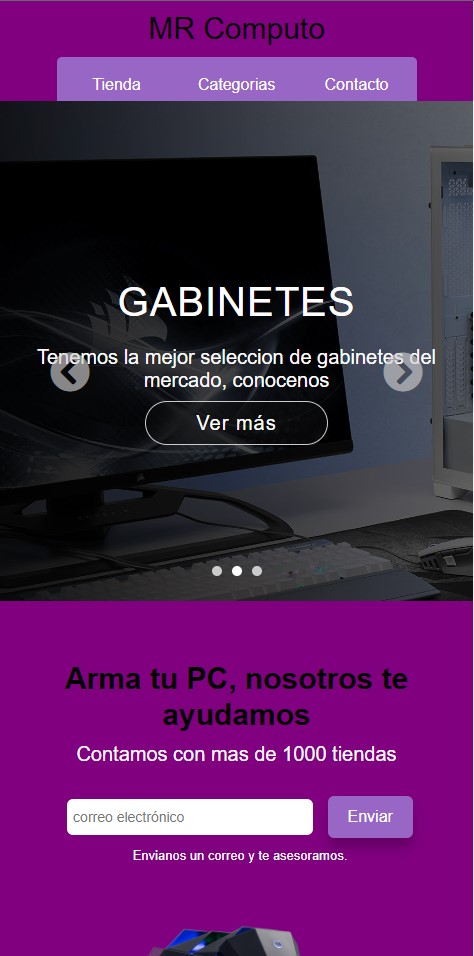 MR Computo
Tienda Categorias Contacto
GABINETES
Tenemos la mejor seleccion de gabinetes del
mercado, conocenos
Ver más
Arma tu PC, nosotros te
ayudamos
Contamos con mas de 1000 tiendas
correo electrónico Enviar
Envianos un correo y te asesoramos.